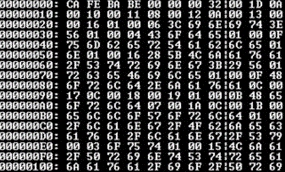 00000000: CA FE BA BE 00 00 00 32|00 1D 0A
00000010: 00 10 00 11 08 00 12 0A|00 13 00
00000020: 00 16 01 00 06 3C 69 6E|69 74 3E
00000030: 56 01 00 04 43 6F 64 65|01 00 0F
00000040: 75 6D 62 65 72 54 61 62|6C 65 01
00000050: 6E 01 00 16 28 5B 4C 6A|61 76 61
00000060: 2F 53 74 72 69 6E 67 3B|29 56 01
00000070: 72 63 65 46 69 6C 65 01|00 0F 48
00000080: 6F 72 6C 64 2E 6A 61 76|61 0C 00
00000090: 17 0C 00 18 00 19 01 00|0B 48 65
000000A0: 6F 72 6C 64 07 00 1A 0C|00 1B 00
000000B0: 65 6C 6C 6F 57 6F 72 6C|64 01 00
000000C0: 2F 6C 61 6E 67 2F 4F 62|6A 65 63
000000D0: 61 76 61 2F 6C 61 6E 67|2F 53 79
000000E0: 00 03 6F 75 74 01 00 15|4C 6A 61
000000F0: 2F 50 72 69 6E 74 53 74|72 65 61
00000100: 6A 61 76 61 2F 69 6F 2F|50 72 69